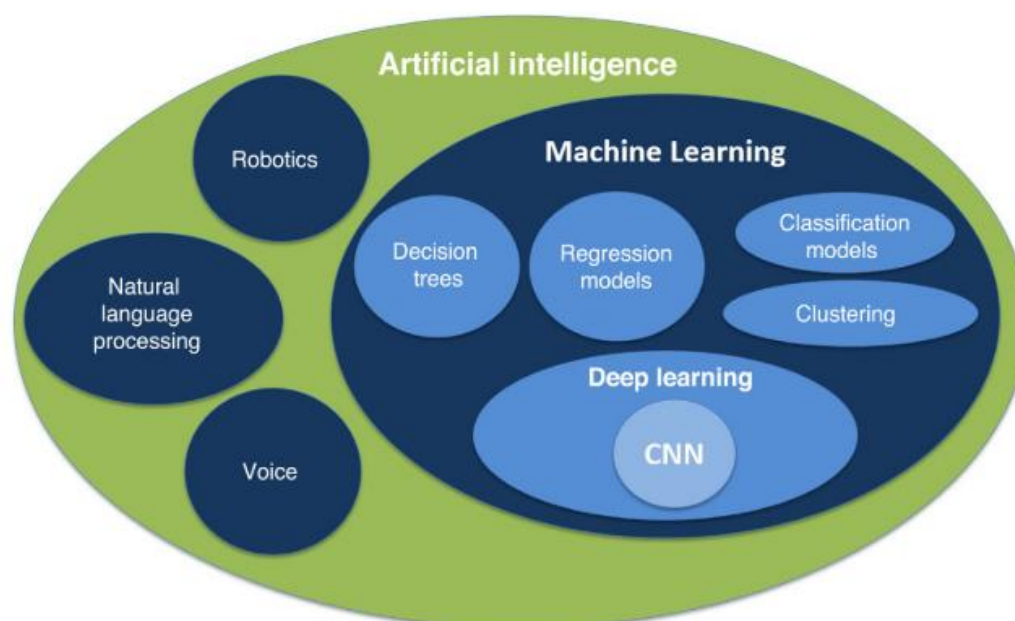 Artificial intelligence
Robotics
Natural
language
processing
Voice
Machine Learning
Decision
trees
Regression
models
Classification
models
Clustering
Deep learning
CNN